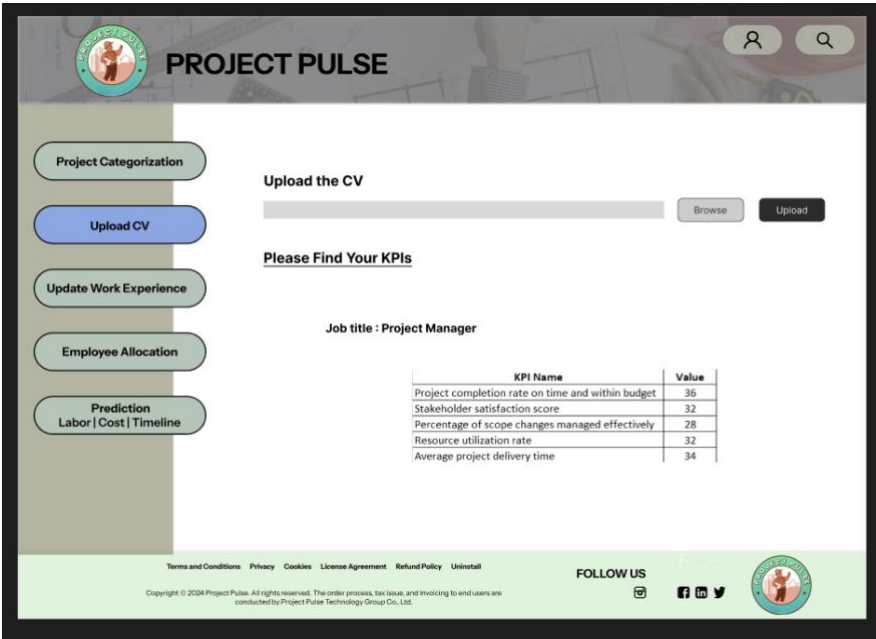 PROJECT PULSE
PROJECT PULSE
Project Categorization
Upload CV
Update Work Experience
Employee Allocation
Prediction
Labor | Cost | Timeline
Upload the CV
Browse
Upload
Please Find Your KPIs
Job title : Project Manager
KPI Name Value
Project completion rate on time and within budget 36
Stakeholder satisfaction score 32
Percentage of scope changes managed effectively 28
Resource utilization rate 32
Average project delivery time 34
Terms and Conditions Privacy Cookies License Agreement Refund Policy Uninstall
Copyright © 2024 Project Pulse. All rights reserved. The order process, tax issue, and invoicing to end users are
conducted by Project Pulse Technology Group Co., Ltd.
FOLLOW US
PROJECT PULSE